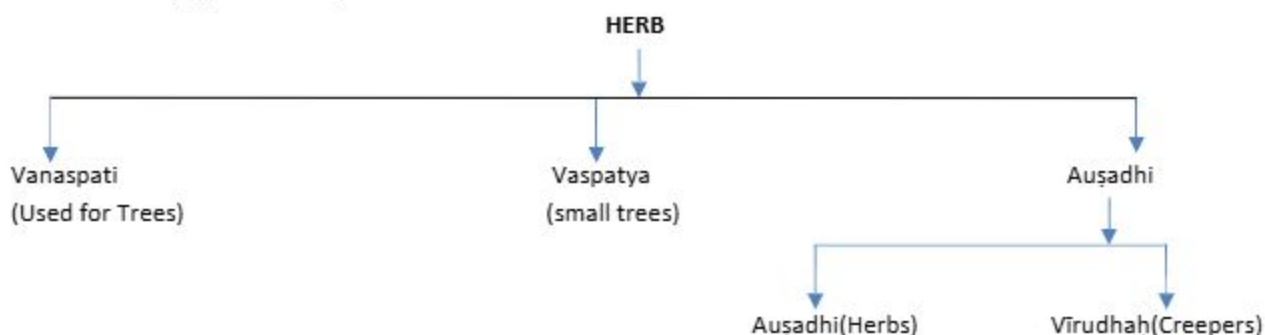 HERB
Vanaspati Vaspatya Auṣadhi
(Used for Trees) (small trees)
Ausadhi(Herbs) Vīrudhah(Creepers)